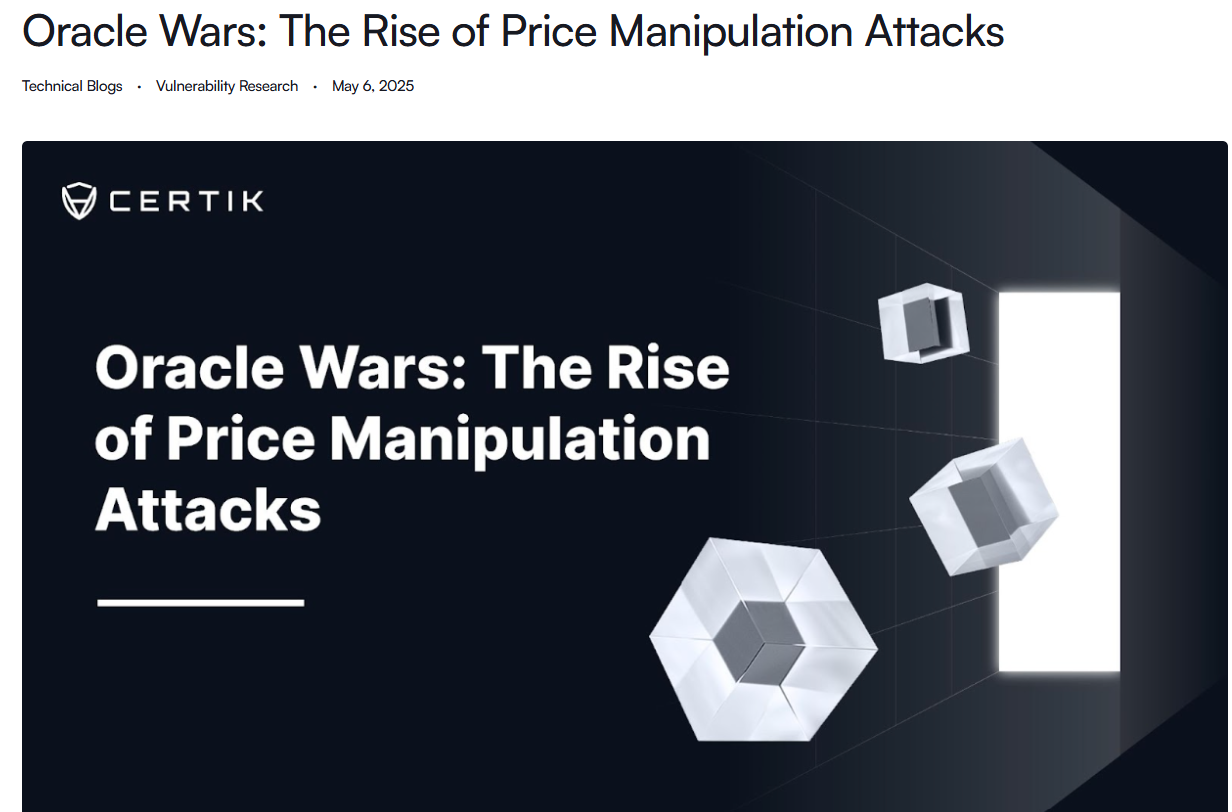 Oracle Wars: The Rise of Price Manipulation Attacks
Technical Blogs · Vulnerability Research · May 6, 2025
CERTIK
Oracle Wars: The Rise
of Price Manipulation
Attacks